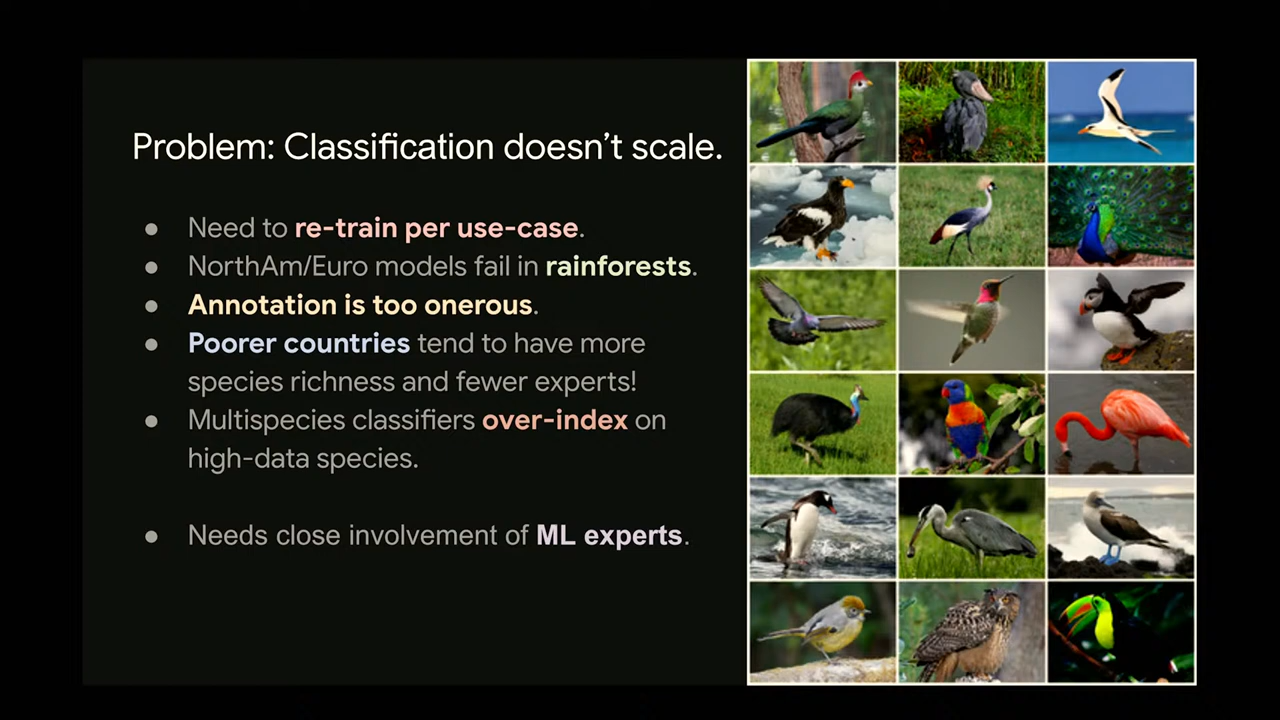 Problem: Classification doesn't scale.
● Need to re-train per use-case.
● NorthAm/Euro models fail in rainforests.
● Annotation is too onerous.
● Poorer countries tend to have more
species richness and fewer experts!
● Multispecies classifiers over-index on
high-data species.
● Needs close involvement of ML experts.